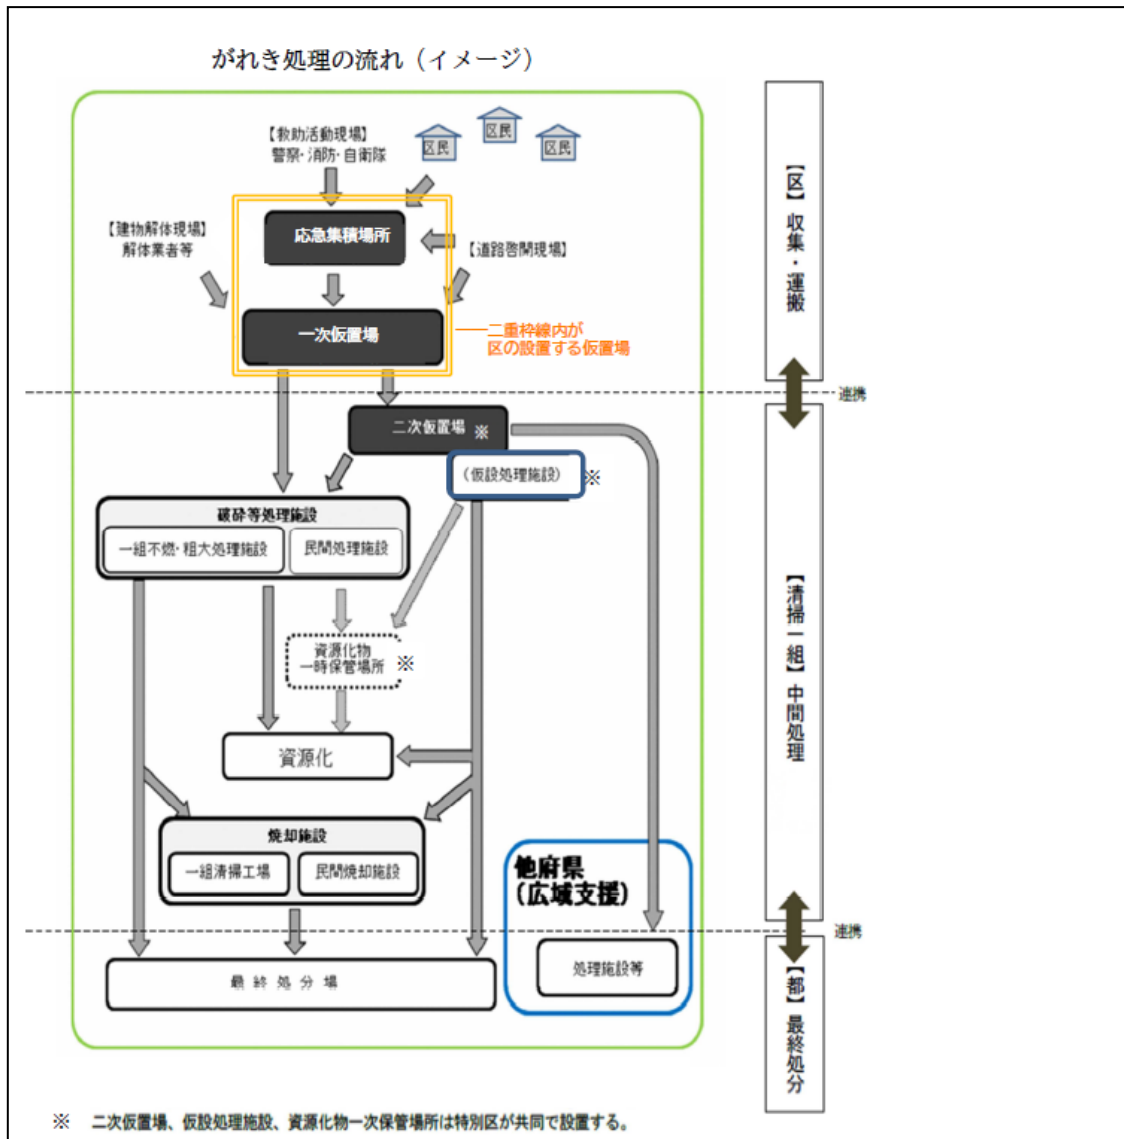 がれき処理の流れ（イメージ）
【救助活動現場】
警察・消防・自衛隊
区民
区民
区民
【建物解体現場】
解体業者等
応急集積場所
【道路啓開現場】
一次仮置場
二重枠線内が
区の設置する仮置場
【区】収集・運搬
連携
二次仮置場 ※
（仮設処理施設） ※
破砕等処理施設
一組不燃・粗大処理施設
民間処理施設
資源化物
一時保管場所 ※
資源化
【清掃一組】中間処理
焼却施設
一組清掃工場
民間焼却施設
他府県
（広域支援）
連携
処理施設等
最終処分場
【都】最終処分
※ 二次仮置場、仮設処理施設、資源化物一次保管場所は特別区が共同で設置する。